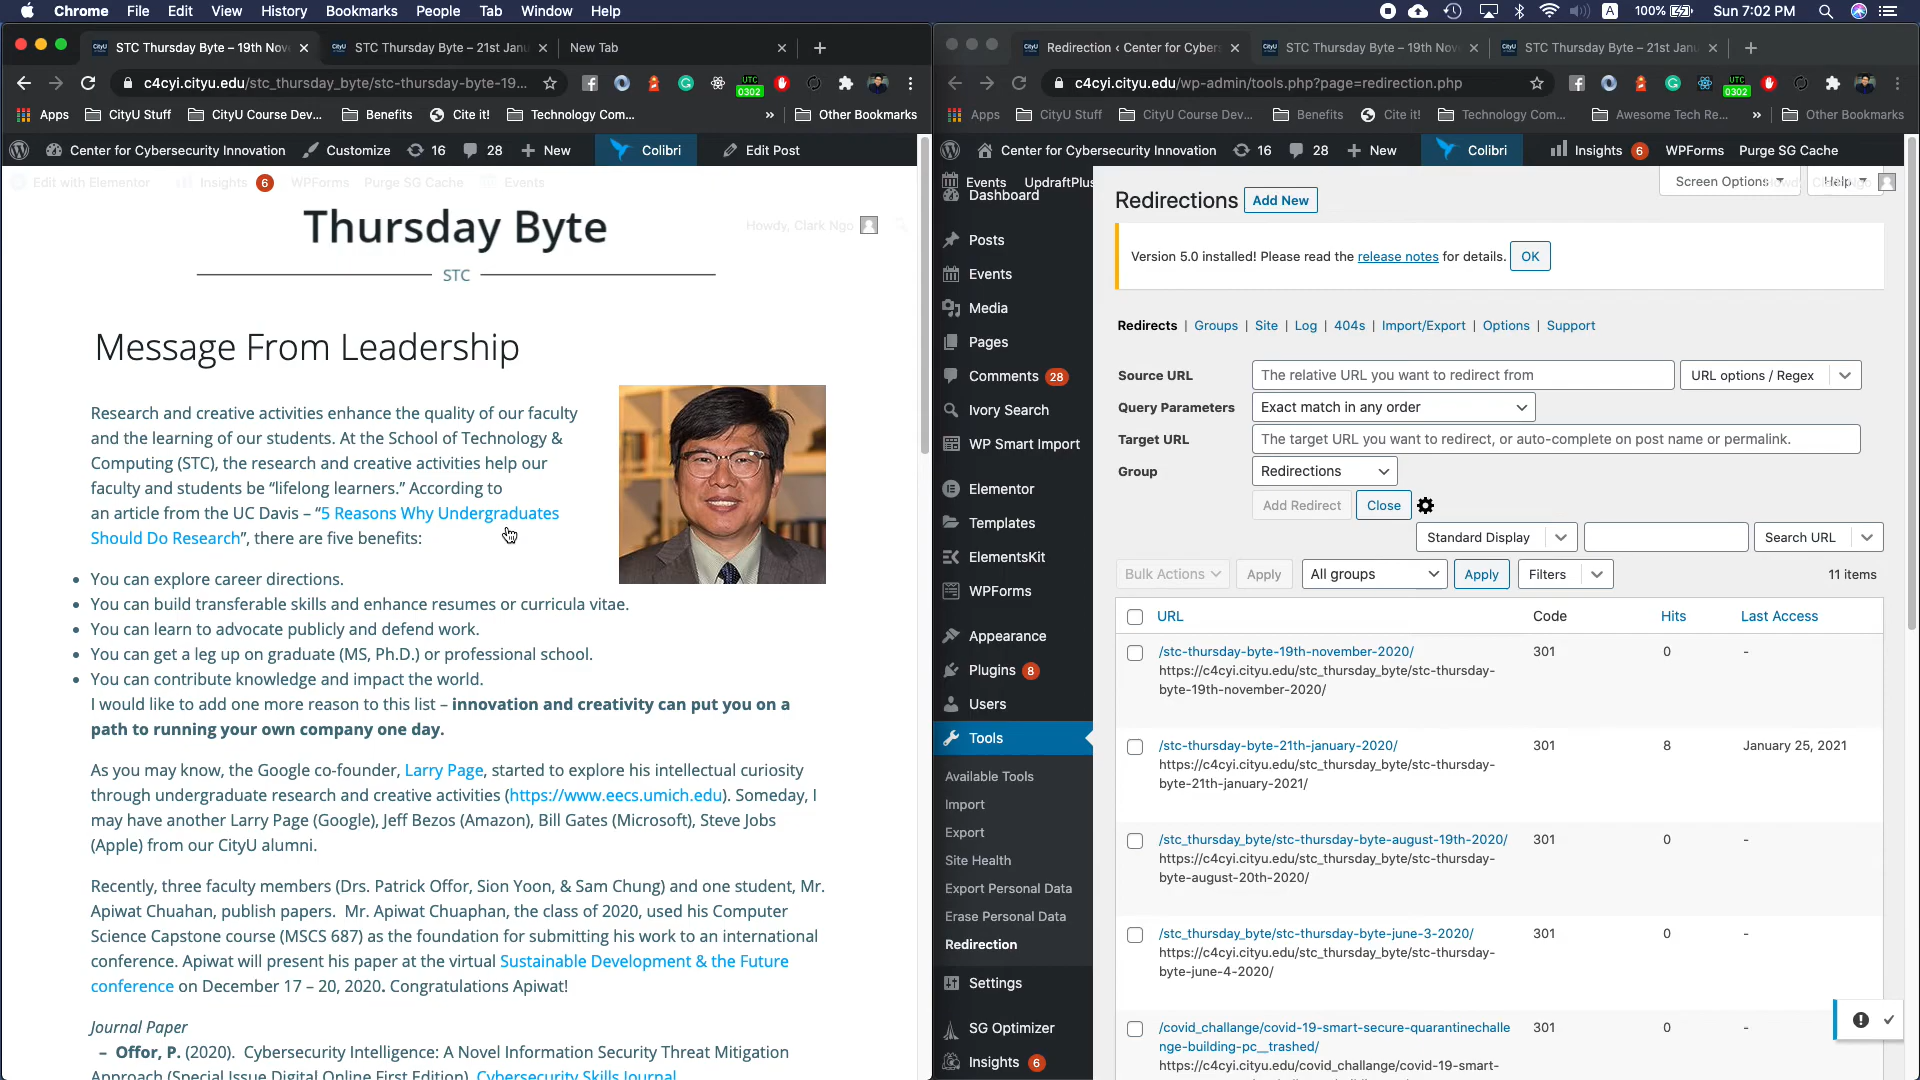 Chrome File Edit View History Bookmarks People Tab Window Help
100% Sun 7:02 PM
STC Thursday Byte – 19th Nov
STC Thursday Byte – 21st Janu
New Tab
c4cyi.cityu.edu/stc_thursday_byte/stc-thursday-byte-19...
UTC
0302
Apps CityU Stuff CityU Course Dev... Benefits Cite it! Technology Com... » Other Bookmarks
Center for Cybersecurity Innovation Customize 16 28 New Colibri Edit Post
Edit with Elementor Insights 6 WPForms Purge SG Cache Events
Howdy, Clark Ngo
Thursday Byte
STC
Message From Leadership
Research and creative activities enhance the quality of our faculty
and the learning of our students. At the School of Technology &
Computing (STC), the research and creative activities help our
faculty and students be “lifelong learners.” According to
an article from the UC Davis – “5 Reasons Why Undergraduates
Should Do Research”, there are five benefits:
• You can explore career directions.
• You can build transferable skills and enhance resumes or curricula vitae.
• You can learn to advocate publicly and defend work.
• You can get a leg up on graduate (MS, Ph.D.) or professional school.
• You can contribute knowledge and impact the world.
I would like to add one more reason to this list – innovation and creativity can put you on a
path to running your own company one day.
As you may know, the Google co-founder, Larry Page, started to explore his intellectual curiosity
through undergraduate research and creative activities (https://www.eecs.umich.edu). Someday, I
may have another Larry Page (Google), Jeff Bezos (Amazon), Bill Gates (Microsoft), Steve Jobs
(Apple) from our CityU alumni.
Recently, three faculty members (Drs. Patrick Offor, Sion Yoon, & Sam Chung) and one student, Mr.
Apiwat Chuahan, publish papers. Mr. Apiwat Chuaphan, the class of 2020, used his Computer
Science Capstone course (MSCS 687) as the foundation for submitting his work to an international
conference. Apiwat will present his paper at the virtual Sustainable Development & the Future
conference on December 17 – 20, 2020. Congratulations Apiwat!
Journal Paper
– Offor, P. (2020). Cybersecurity Intelligence: A Novel Information Security Threat Mitigation
Approach (Special Issue Digital Online First Edition). Cybersecurity Skills Journal
Redirection ‹ Center for Cybers
STC Thursday Byte – 19th Nov
STC Thursday Byte – 21st Janu
c4cyi.cityu.edu/wp-admin/tools.php?page=redirection.php
UTC
0302
Apps CityU Stuff CityU Course Dev... Benefits Cite it! Technology Com... Awesome Tech Re... » Other Bookmarks
Center for Cybersecurity Innovation 16 28 New Colibri Insights 6 WPForms Purge SG Cache
Events UpdraftPlus
Dashboard
Posts
Events
Media
Pages
Comments 28
Ivory Search
WP Smart Import
Elementor
Templates
ElementsKit
WPForms
Appearance
Plugins 8
Users
Tools
Available Tools
Import
Export
Site Health
Export Personal Data
Erase Personal Data
Redirection
Settings
SG Optimizer
Insights 6
Screen Options Help
Redirections Add New
Version 5.0 installed! Please read the release notes for details. OK
Redirects | Groups | Site | Log | 404s | Import/Export | Options | Support
Source URL The relative URL you want to redirect from URL options / Regex
Query Parameters Exact match in any order
Target URL The target URL you want to redirect, or auto-complete on post name or permalink.
Group Redirections
Add Redirect Close
Standard Display Search URL
Bulk Actions Apply All groups Apply Filters 11 items
URL Code Hits Last Access
/stc-thursday-byte-19th-november-2020/ 301 0 -
https://c4cyi.cityu.edu/stc_thursday_byte/stc-thursday-
byte-19th-november-2020/
/stc-thursday-byte-21th-january-2020/ 301 8 January 25, 2021
https://c4cyi.cityu.edu/stc_thursday_byte/stc-thursday-
byte-21th-january-2021/
/stc_thursday_byte/stc-thursday-byte-august-19th-2020/ 301 0 -
https://c4cyi.cityu.edu/stc_thursday_byte/stc-thursday-
byte-august-20th-2020/
/stc_thursday_byte/stc-thursday-byte-june-3-2020/ 301 0 -
https://c4cyi.cityu.edu/stc_thursday_byte/stc-thursday-
byte-june-4-2020/
/covid_challange/covid-19-smart-secure-quarantinechalle 301 0 -
nge-building-pc__trashed/
https://c4cyi.cityu.edu/covid_challange/covid-19-smart-